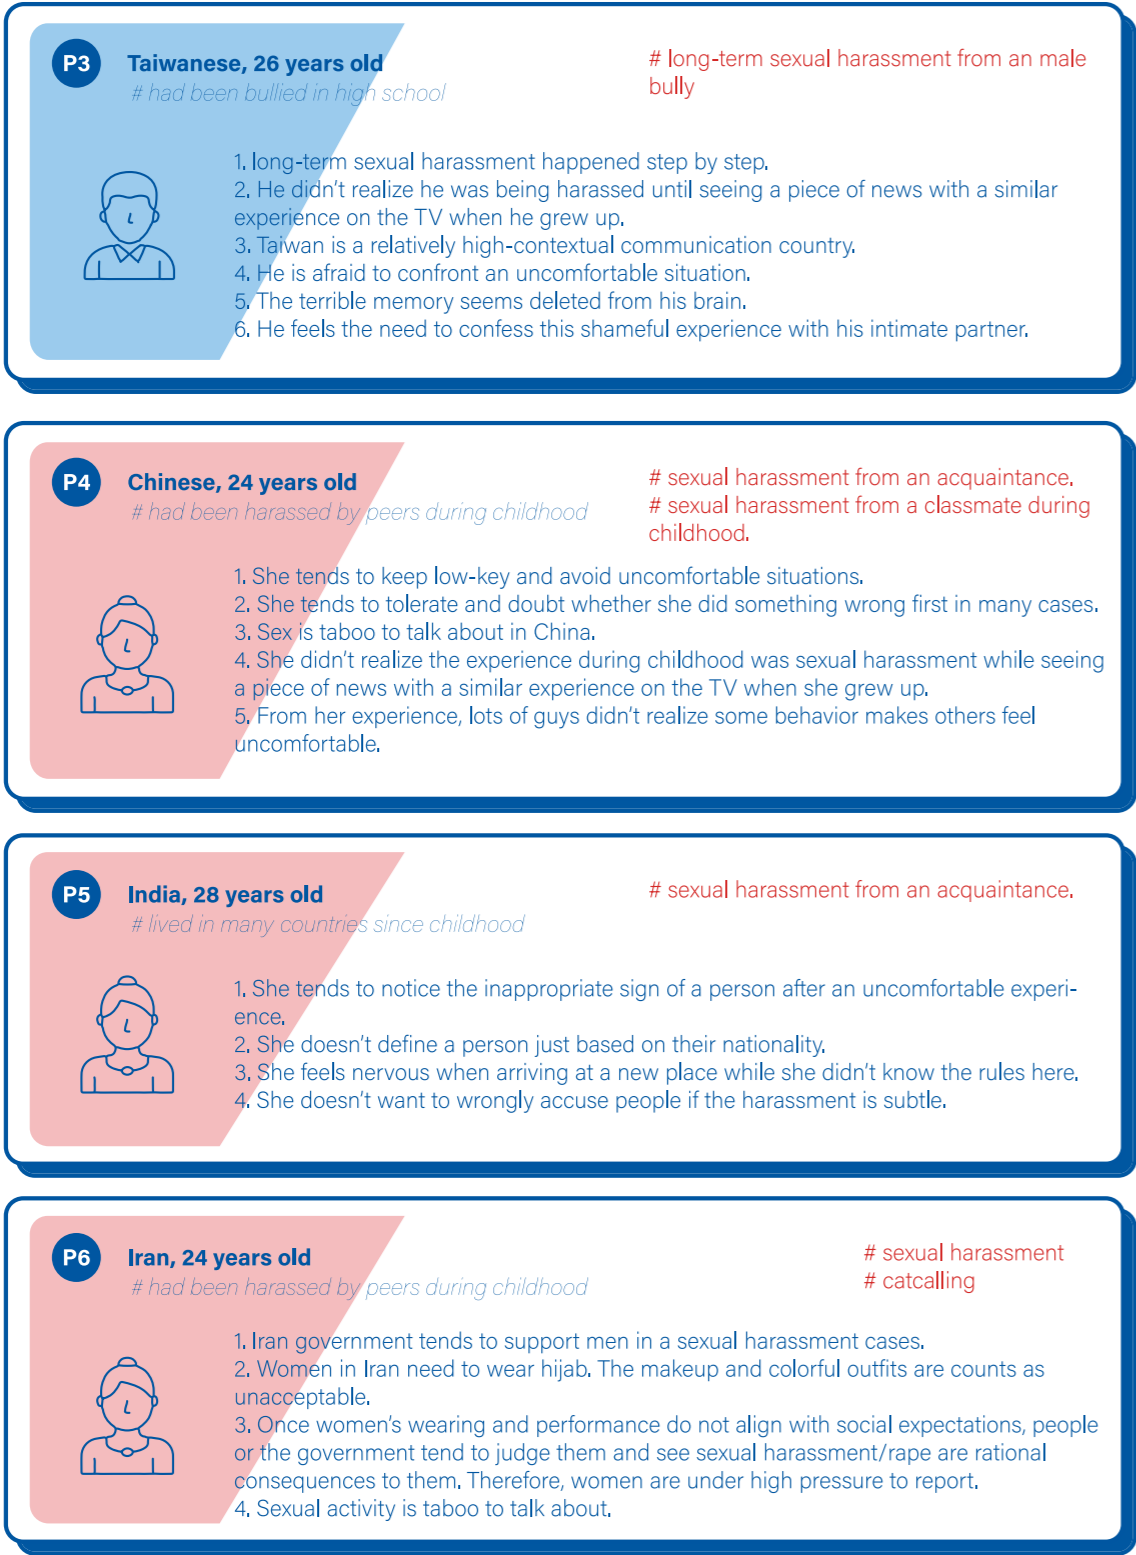 P3
Taiwanese, 26 years old
# had been bullied in high school
# long-term sexual harassment from an male
bully
1. long-term sexual harassment happened step by step.
2. He didn't realize he was being harassed until seeing a piece of news with a similar
experience on the TV when he grew up.
3. Taiwan is a relatively high-contextual communication country.
4. He is afraid to confront an uncomfortable situation.
5. The terrible memory seems deleted from his brain.
6. He feels the need to confess this shameful experience with his intimate partner.
P4
Chinese, 24 years old
# had been harassed by peers during childhood
# sexual harassment from an acquaintance.
# sexual harassment from a classmate during
childhood.
1. She tends to keep low-key and avoid uncomfortable situations.
2. She tends to tolerate and doubt whether she did something wrong first in many cases.
3. Sex is taboo to talk about in China.
4. She didn't realize the experience during childhood was sexual harassment while seeing
a piece of news with a similar experience on the TV when she grew up.
5. From her experience, lots of guys didn't realize some behavior makes others feel
uncomfortable.
P5
India, 28 years old
# lived in many countries since childhood
# sexual harassment from an acquaintance.
1. She tends to notice the inappropriate sign of a person after an uncomfortable experi-
ence.
2. She doesn't define a person just based on their nationality.
3. She feels nervous when arriving at a new place while she didn't know the rules here.
4. She doesn't want to wrongly accuse people if the harassment is subtle.
P6
Iran, 24 years old
# had been harassed by peers during childhood
# sexual harassment
# catcalling
1. Iran government tends to support men in a sexual harassment cases.
2. Women in Iran need to wear hijab. The makeup and colorful outfits are counts as
unacceptable.
3. Once women's wearing and performance do not align with social expectations, people
or the government tend to judge them and see sexual harassment/rape are rational
consequences to them. Therefore, women are under high pressure to report.
4. Sexual activity is taboo to talk about.